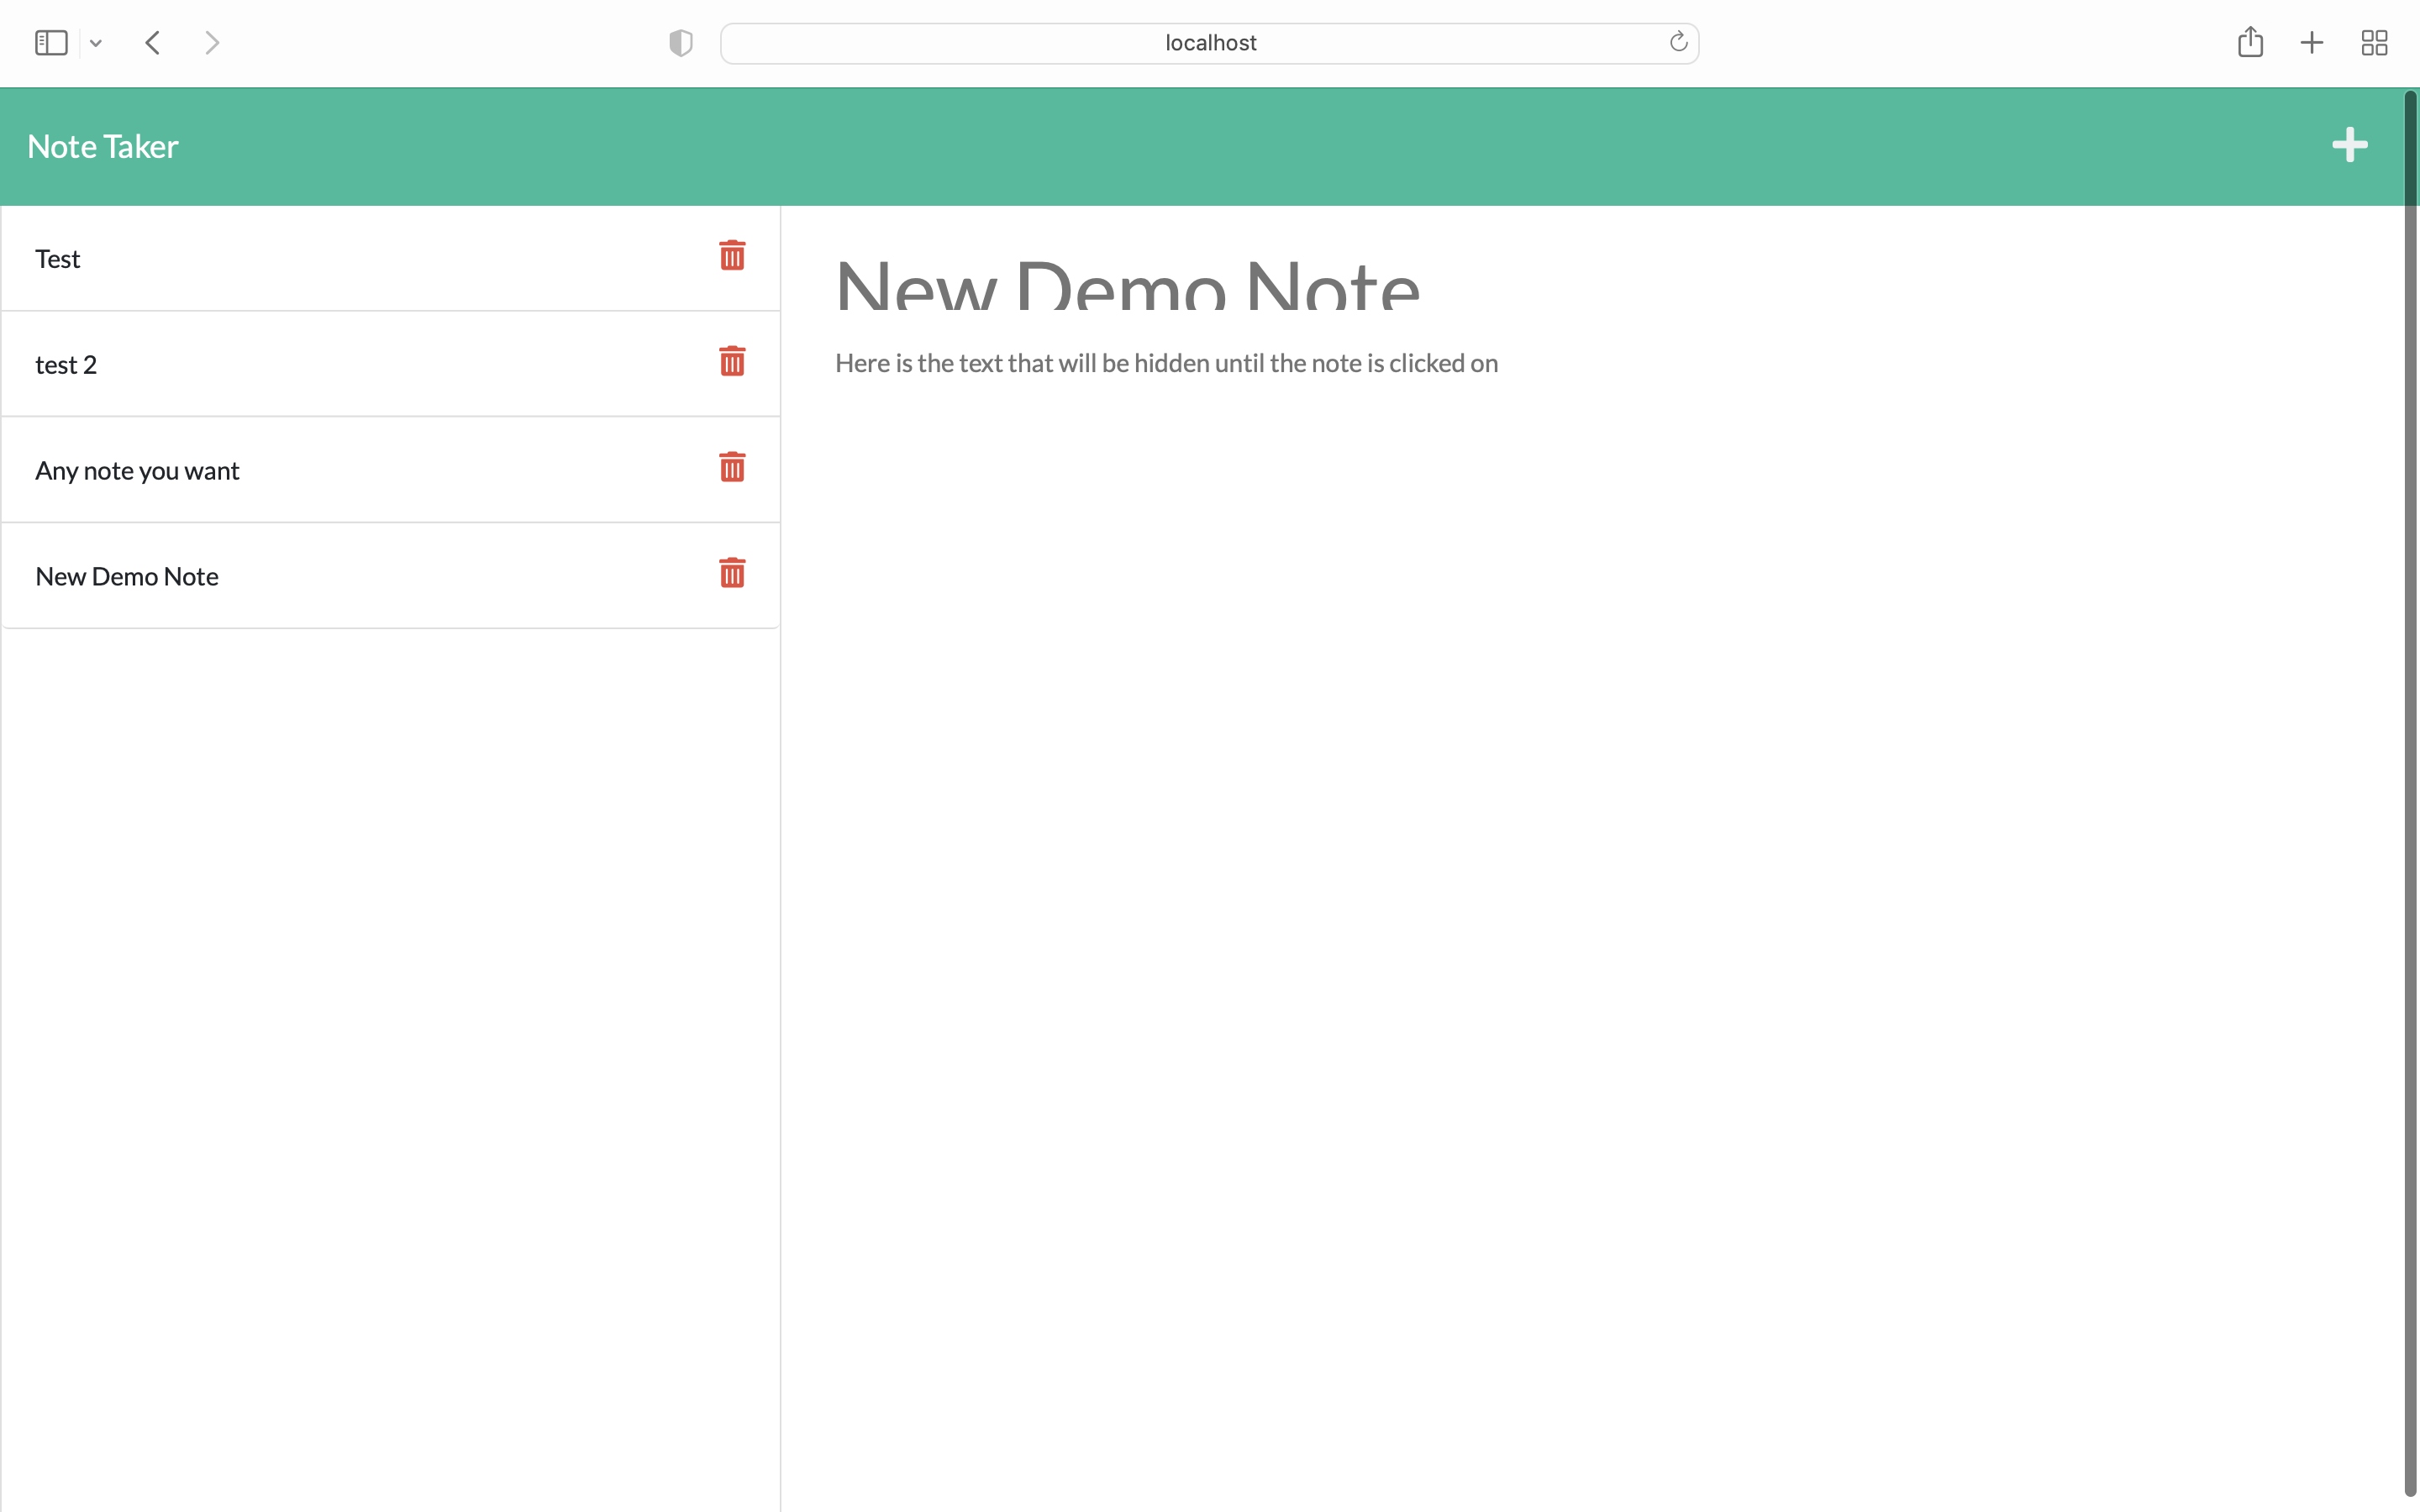 localhost
Note Taker
Test
test 2
Any note you want
New Demo Note
New Demo Note
Here is the text that will be hidden until the note is clicked on